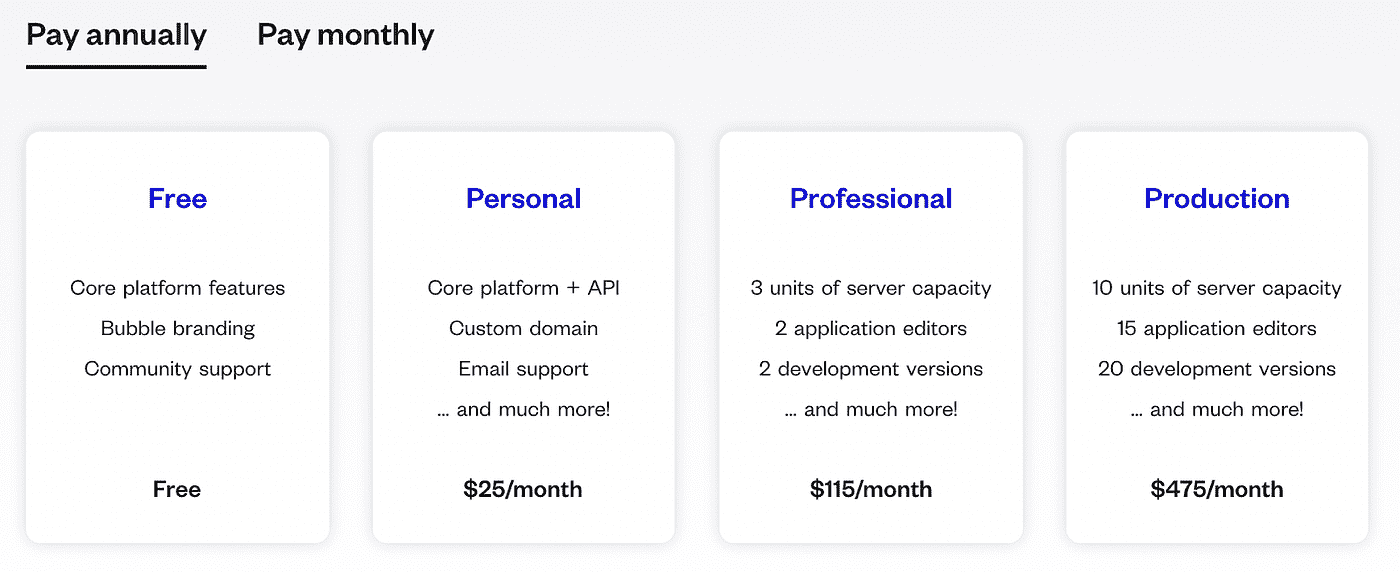 Pay annually
Pay monthly
Free
Core platform features
Bubble branding
Community support
Free
Personal
Core platform + API
Custom domain
Email support
... and much more!
$25/month
Professional
3 units of server capacity
2 application editors
2 development versions
... and much more!
$115/month
Production
10 units of server capacity
15 application editors
20 development versions
... and much more!
$475/month